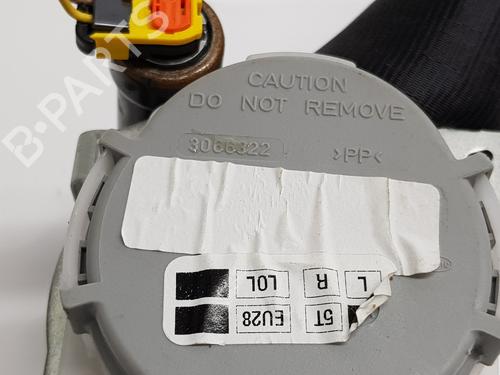 CAUTION
DO NOT REMOVE
3066322 >PP<
B-PARTS
5T EU28
L R LOL